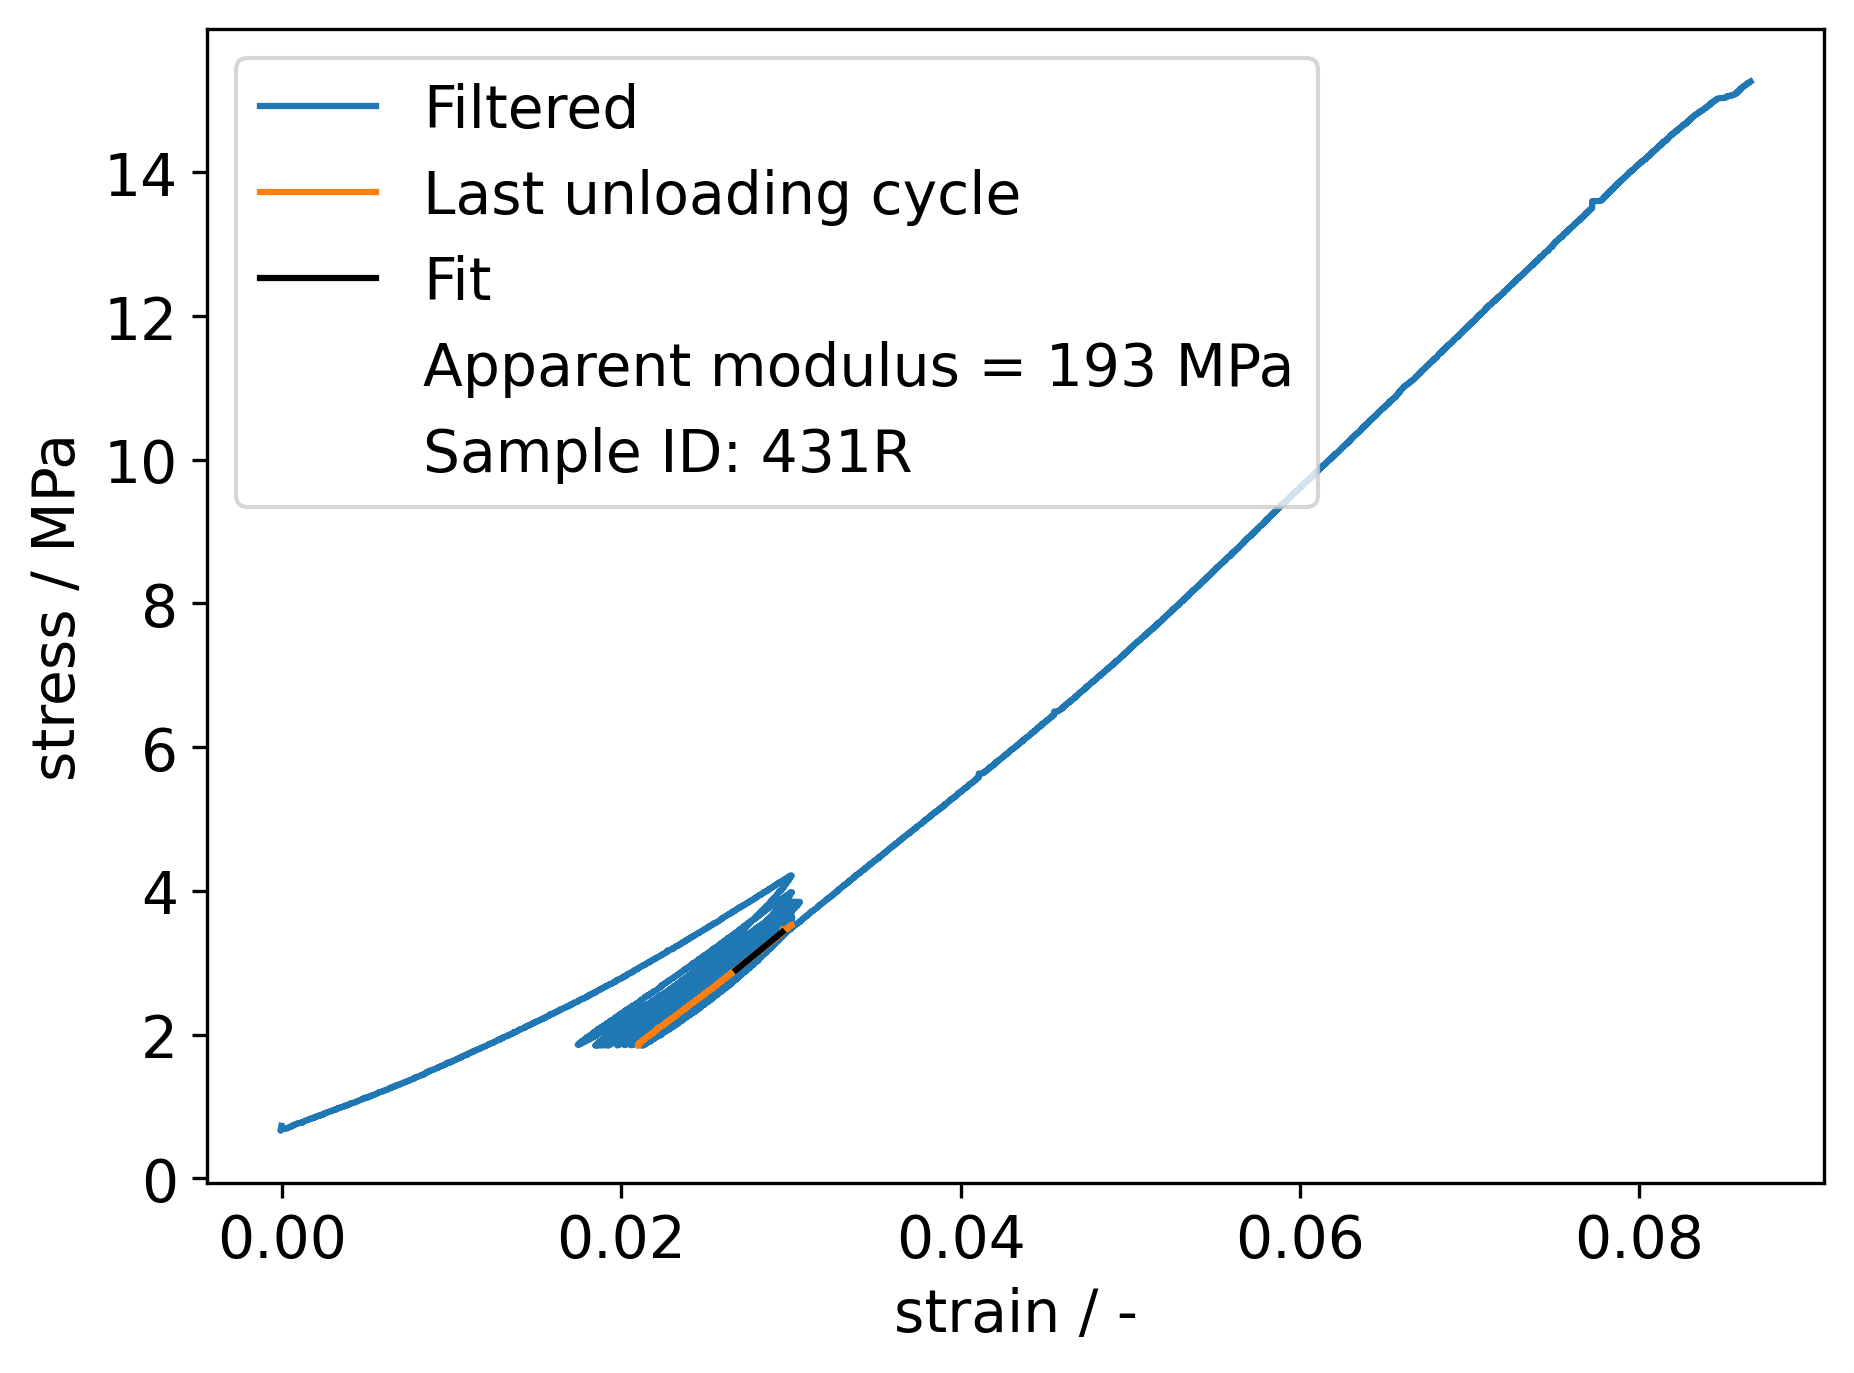 Filtered
Last unloading cycle
Fit
Apparent modulus = 193 MPa
Sample ID: 431R
stress / MPa
14
12
10
8
6
4
2
0
0.00 0.02 0.04 0.06 0.08
strain / -